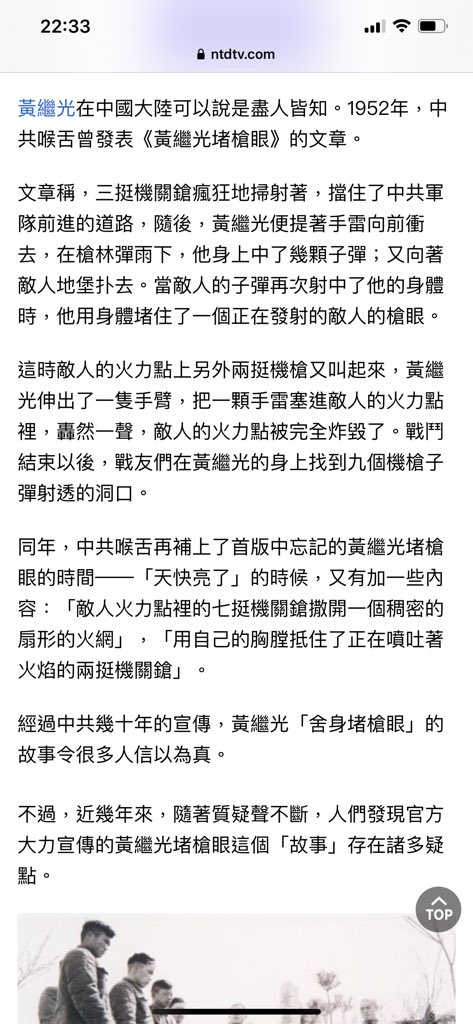 22:33
ntdtv.com
黃繼光在中國大陸可以說是盡人皆知。1952年，中
共喉舌曾發表《黃繼光堵槍眼》的文章。
文章稱，三挺機關鎗瘋狂地掃射著，擋住了中共軍
隊前進的道路，隨後，黃繼光便提著手雷向前衝
去，在槍林彈雨下，他身上中了幾顆子彈；又向著
敵人地堡扑去。當敵人的子彈再次射中了他的身體
時，他用身體堵住了一個正在發射的敵人的槍眼。
這時敵人的火力點上另外兩挺機槍又叫起來，黃繼
光伸出了一隻手臂，把一顆手雷塞進敵人的火力點
裡，轟然一聲，敵人的火力點被完全炸毀了。戰鬥
結束以後，戰友們在黃繼光的身上找到九個機槍子
彈射透的洞口。
同年，中共喉舌再補上了首版中忘記的黃繼光堵槍
眼的時間——「天快亮了」的時候，又有加一些內
容：「敵人火力點裡的七挺機關鎗撒開一個稠密的
扇形的火網」，「用自己的胸膛抵住了正在噴吐著
火焰的兩挺機關鎗」。
經過中共幾十年的宣傳，黃繼光「舍身堵槍眼」的
故事令很多人信以為真。
不過，近幾年來，隨著質疑聲不斷，人們發現官方
大力宣傳的黃繼光堵槍眼這個「故事」存在諸多疑
點。
TOP